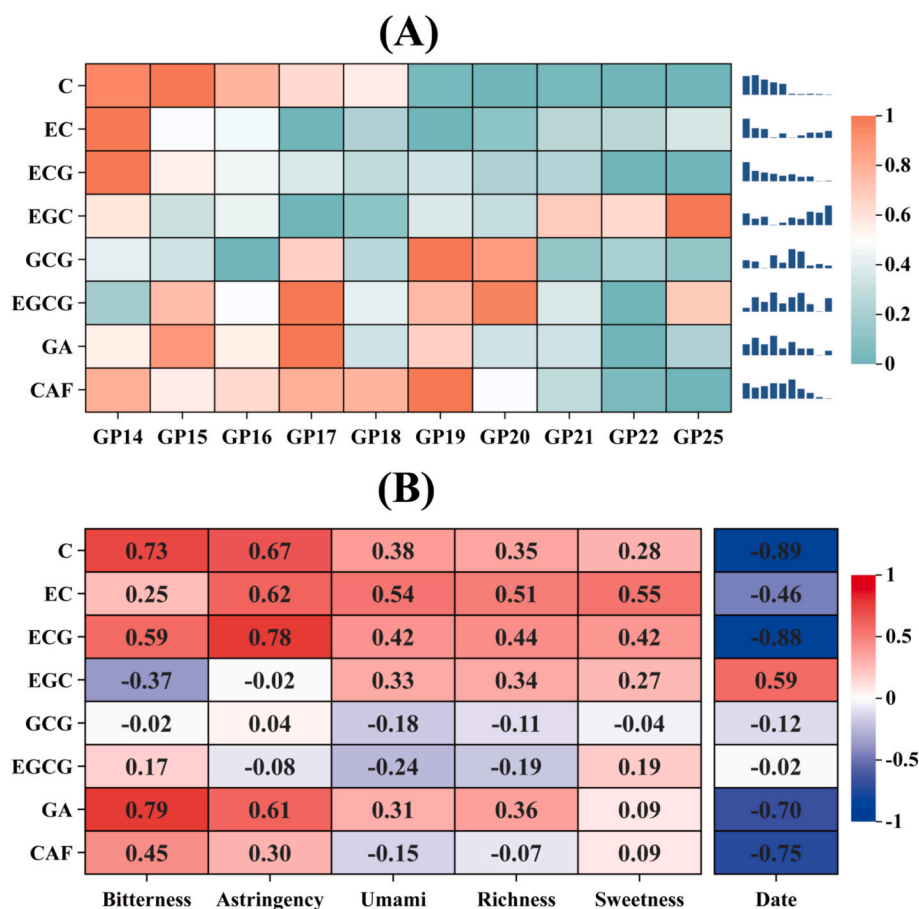 (A)
C
EC
ECG
EGC
GCG
EGCG
GA
CAF
GP14 GP15 GP16 GP17 GP18 GP19 GP20 GP21 GP22 GP25
1
0.8
0.6
0.4
0.2
0
(B)
C 0.73 0.67 0.38 0.35 0.28 -0.89
EC 0.25 0.62 0.54 0.51 0.55 -0.46
ECG 0.59 0.78 0.42 0.44 0.42 -0.88
EGC -0.37 -0.02 0.33 0.34 0.27 0.59
GCG -0.02 0.04 -0.18 -0.11 -0.04 -0.12
EGCG 0.17 -0.08 -0.24 -0.19 0.19 -0.02
GA 0.79 0.61 0.31 0.36 0.09 -0.70
CAF 0.45 0.30 -0.15 -0.07 0.09 -0.75
Bitterness Astringency Umami Richness Sweetness Date
1
0.5
0
-0.5
-1